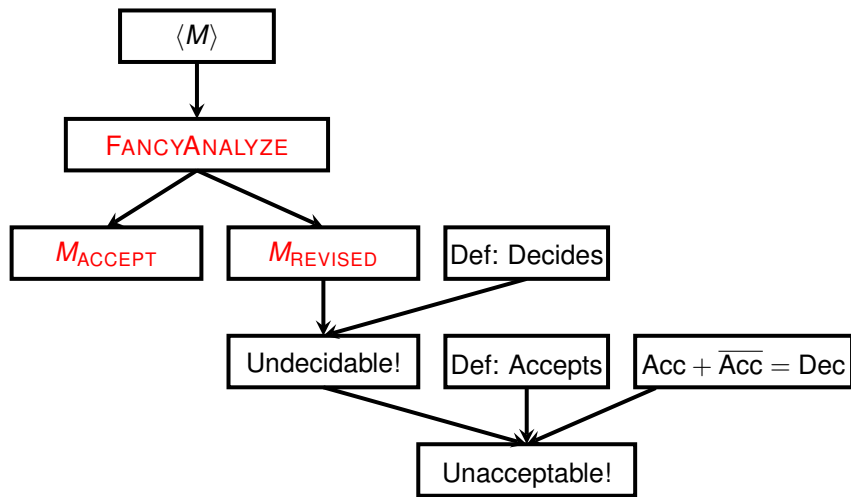 ⟨M⟩
FANCYANALYZE
M_ACCEPT
M_REVISED
Def: Decides
Undecidable!
Def: Accepts
Acc + \overline{Acc} = Dec
Unacceptable!